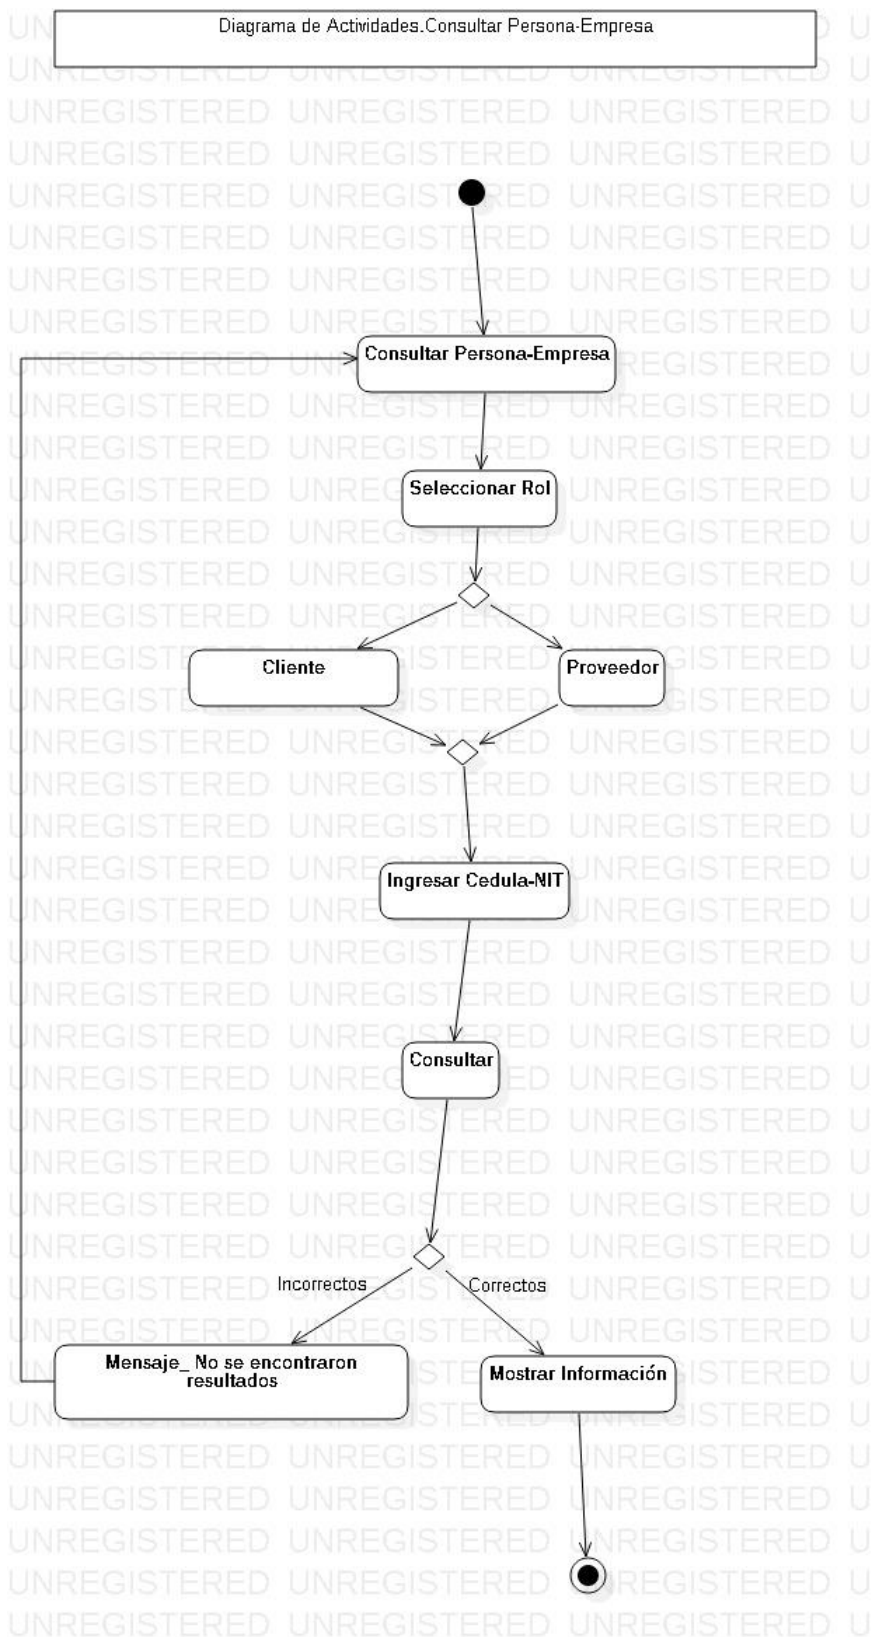 Diagrama de Actividades.Consultar Persona-Empresa
Consultar Persona-Empresa
Seleccionar Rol
Cliente
Proveedor
Ingresar Cedula-NIT
Consultar
Incorrectos
Correctos
Mensaje_ No se encontraron
resultados
Mostrar Información
UNREGISTERED